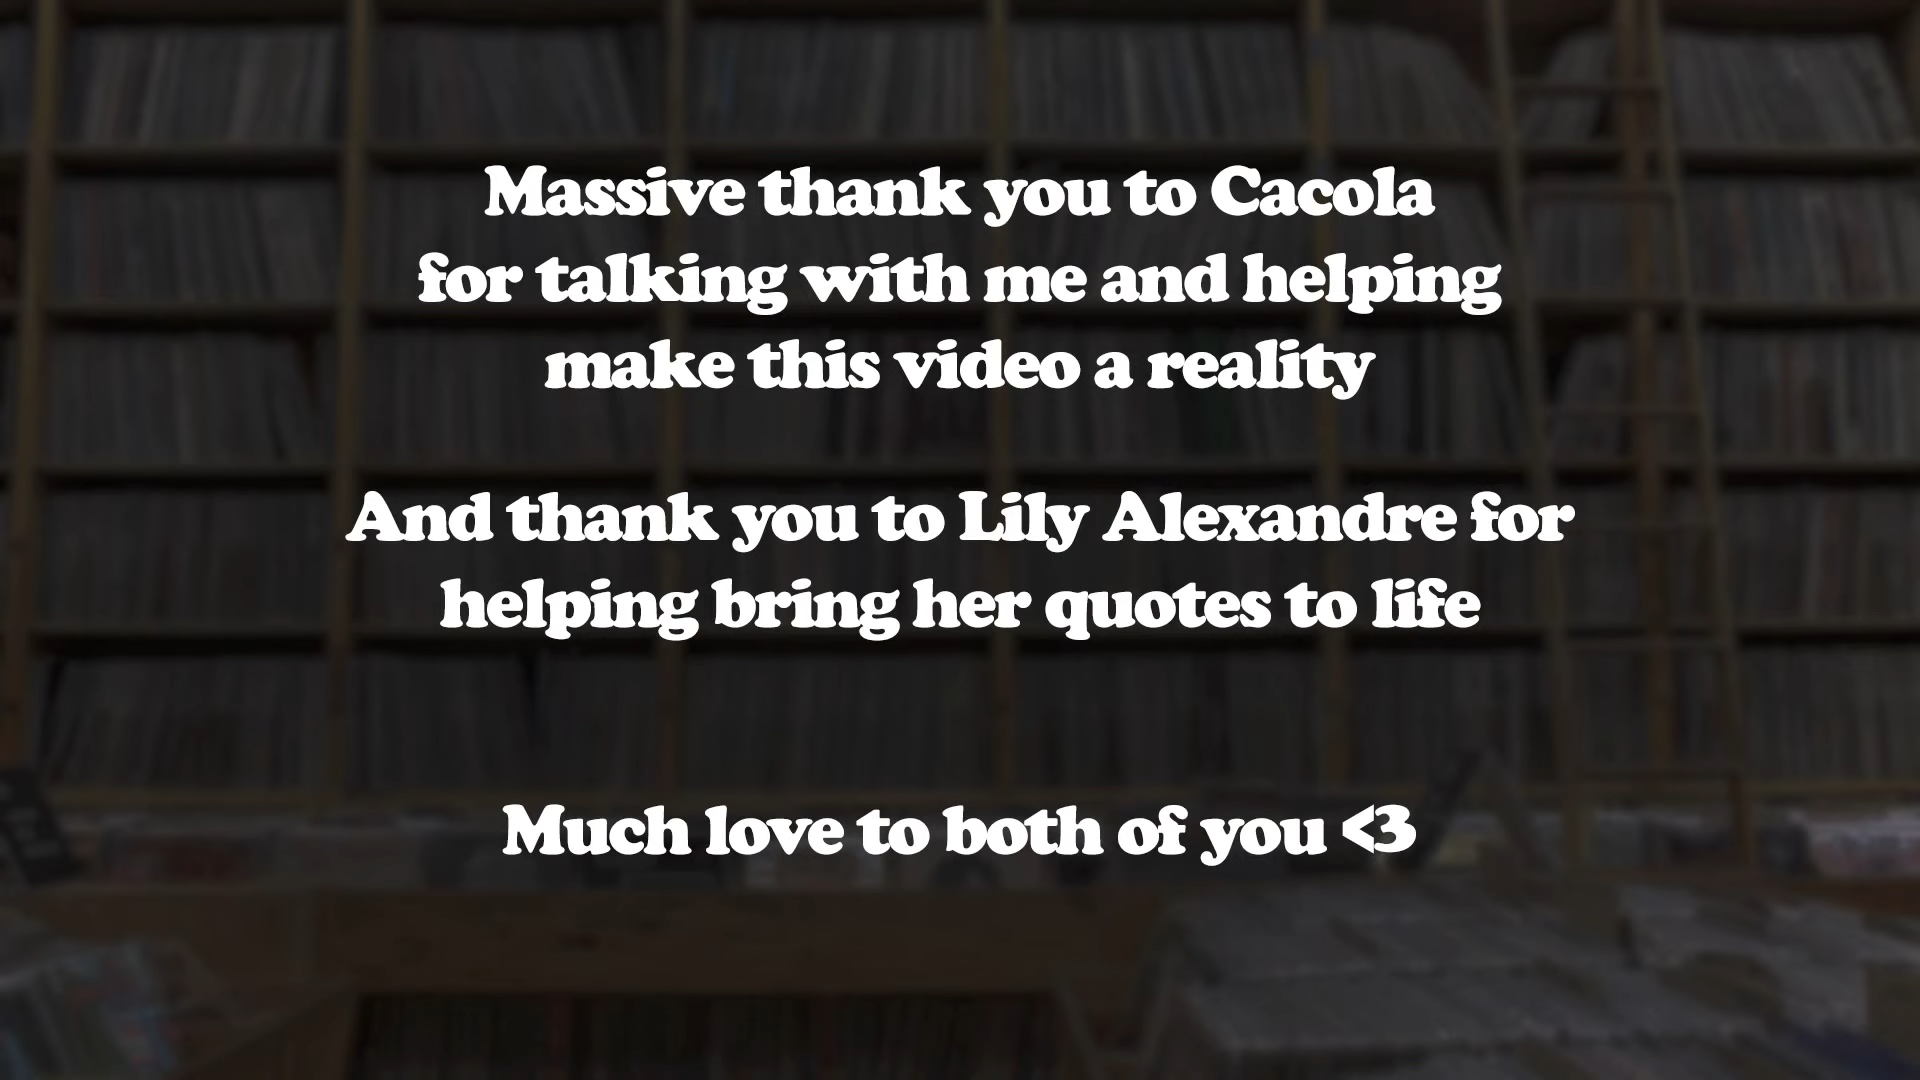 Massive thank you to Cacola
for talking with me and helping
make this video a reality
And thank you to Lily Alexandre for
helping bring her quotes to life
Much love to both of you <3